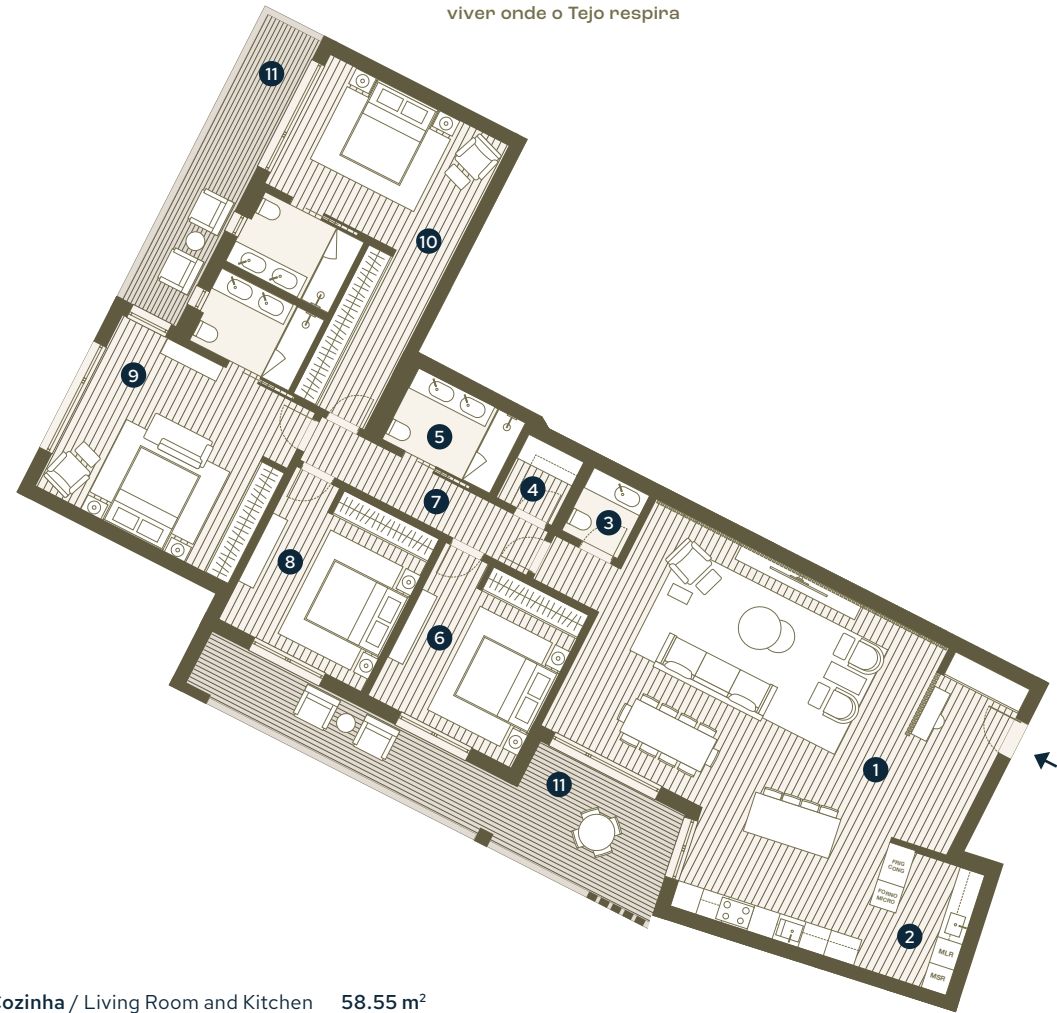 viver onde o Tejo respira
11
10
9
5
7
4
3
8
6
1
11
FRIG
CONG
FORNO
MICRO
2
MLR
MSR
Cozinha / Living Room and Kitchen 58.55 m²